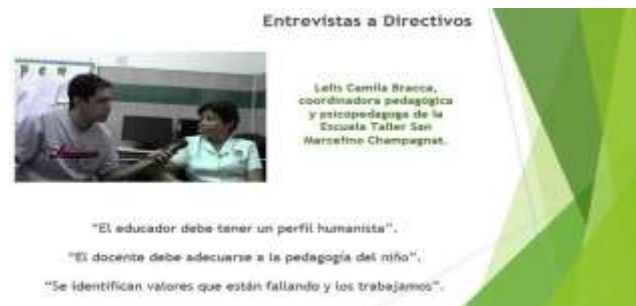 Entrevistas a Directivos
Lelis Camila Bracca,
coordinadora pedagógica
y psicopedagoga de la
Escuela Taller San
Marcelino Champagnat.
"El educador debe tener un perfil humanista".
"El docente debe adecuarse a la pedagogía del niño".
"Se identifican valores que están fallando y los trabajamos".